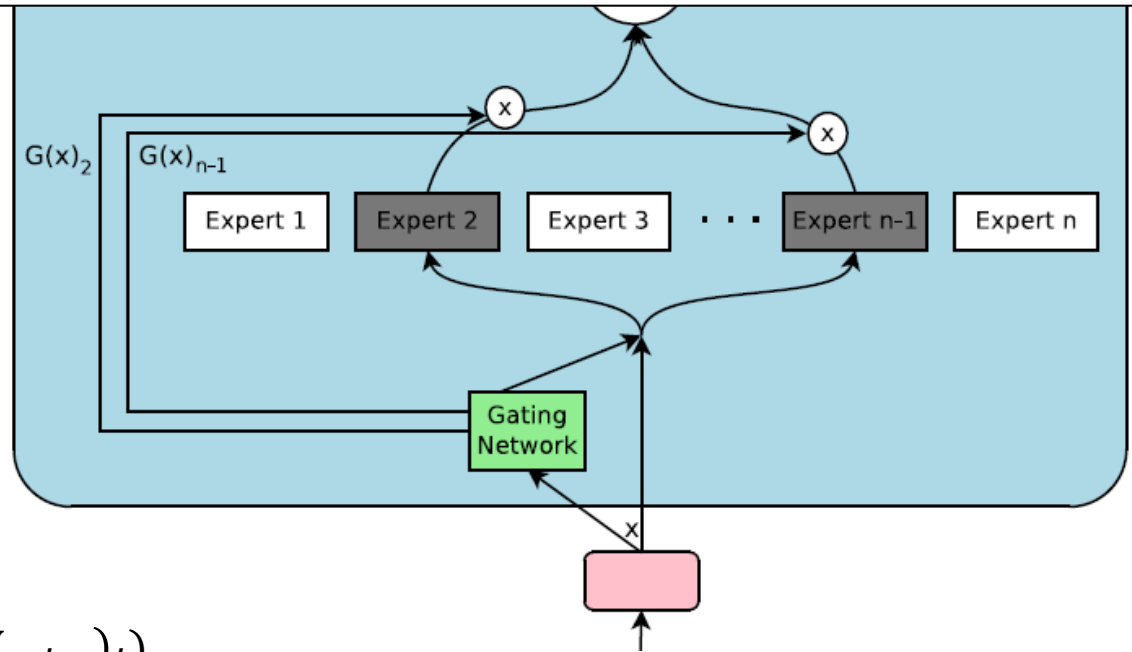 x
x
G(x)2
G(x)n-1
Expert 1
Expert 2
Expert 3
. . .
Expert n-1
Expert n
Gating
Network
x